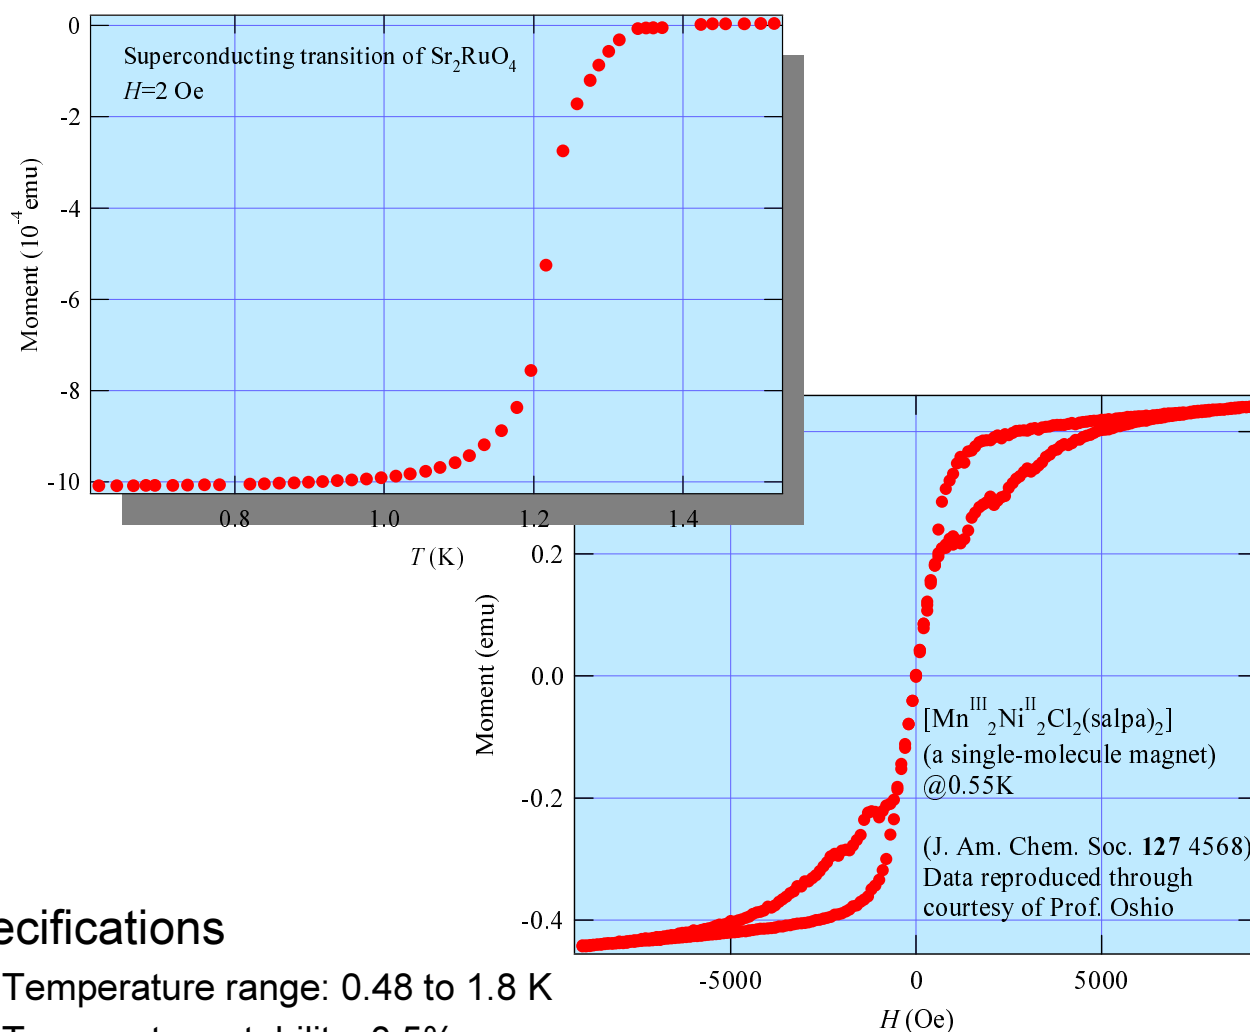 0
-2
-4
-6
-8
-10
Moment (10-4 emu)
Superconducting transition of Sr2RuO4
H=2 Oe
0.8 1.0 1.2 1.4
T (K)
0.2
0.0
-0.2
-0.4
Moment (emu)
[MnIII2NiII2Cl2(salpa)2]
(a single-molecule magnet)
@0.55K
(J. Am. Chem. Soc. 127 4568)
Data reproduced through
courtesy of Prof. Oshio
-5000 0 5000
H (Oe)
ecifications
Temperature range: 0.48 to 1.8 K